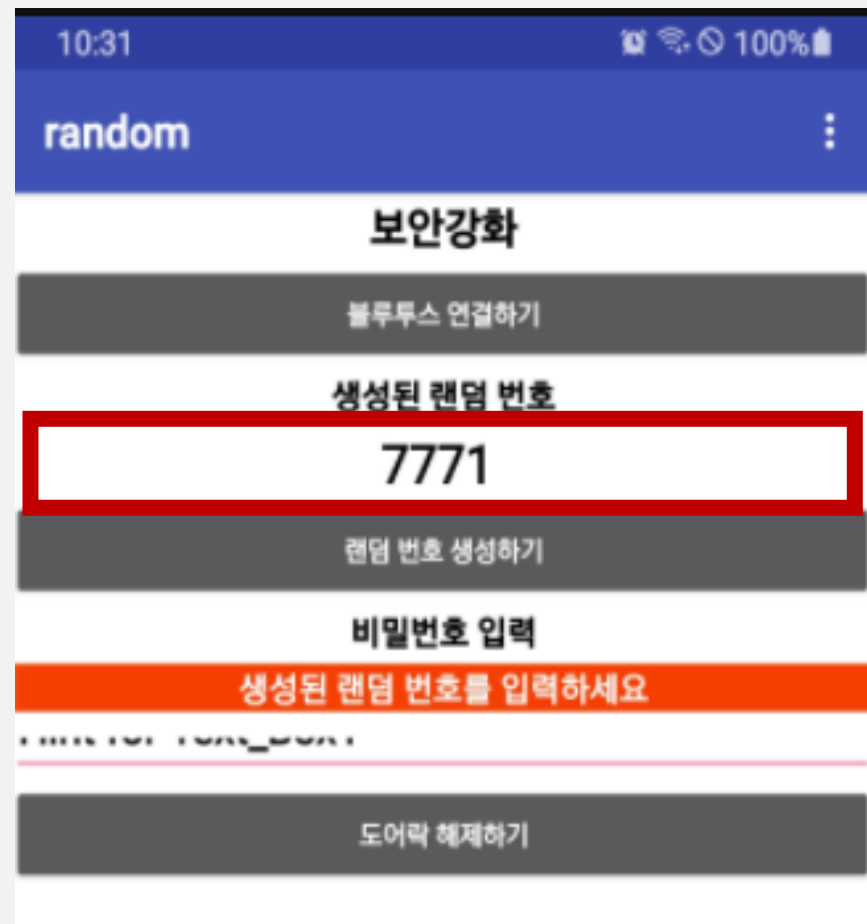 10:31 100%
random
보안강화
블루투스 연결하기
생성된 랜덤 번호
7771
랜덤 번호 생성하기
비밀번호 입력
생성된 랜덤 번호를 입력하세요
Hint for Text_Box1
도어락 해제하기